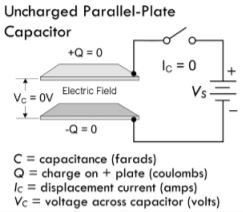 Uncharged Parallel-Plate
Capacitor
+Q = 0
Ic = 0
+
Vc = 0V
Electric Field
Vs
-Q = 0
–
C = capacitance (farads)
Q = charge on + plate (coulombs)
Ic = displacement current (amps)
Vc = voltage across capacitor (volts)